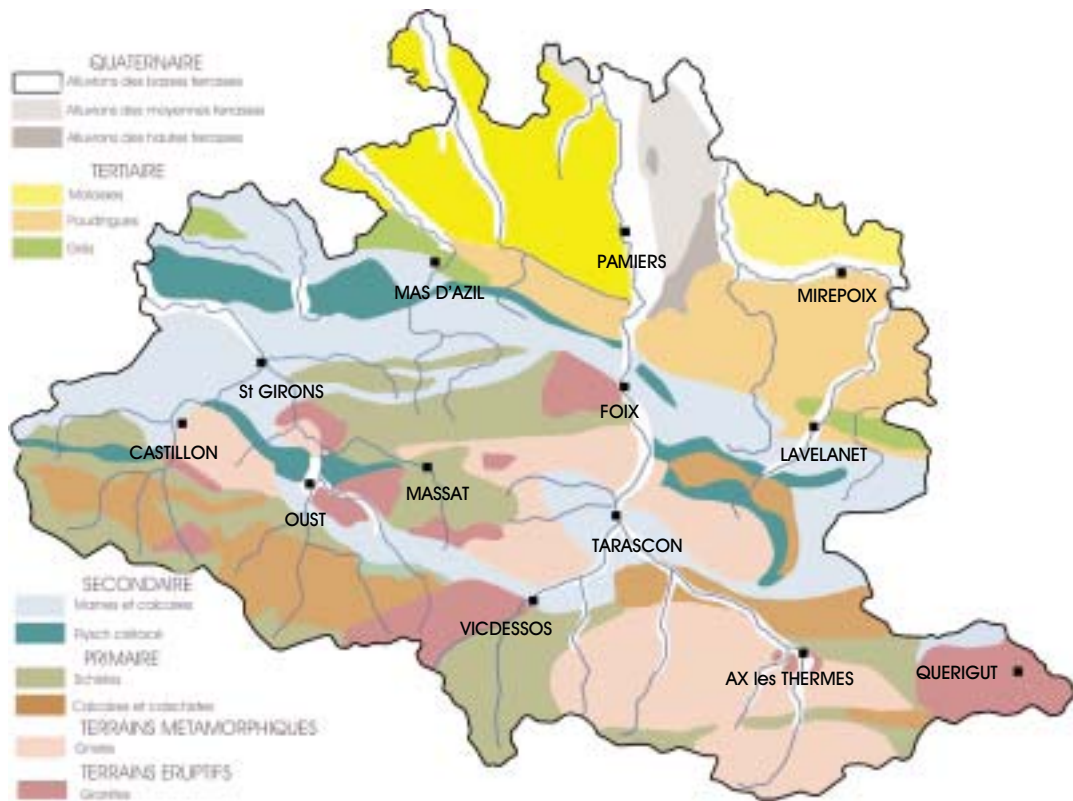 QUATERNAIRE
Alluvions des basses terrasses
Alluvions des moyennes terrasses
Alluvions des hautes terrasses
TERTIAIRE
Molasses
Poudingues
Grès
PAMIERS
MAS D'AZIL
MIREPOIX
St GIRONS
FOIX
CASTILLON
LAVELANET
MASSAT
OUST
TARASCON
SECONDAIRE
Marnes et calcaires
Flysch crétacé
VICDESSOS
PRIMAIRE
Schistes
AX les THERMES
QUERIGUT
Calcaires et calschistes
TERRAINS METAMORPHIQUES
Gneiss
TERRAINS ERUPTIFS
Granites